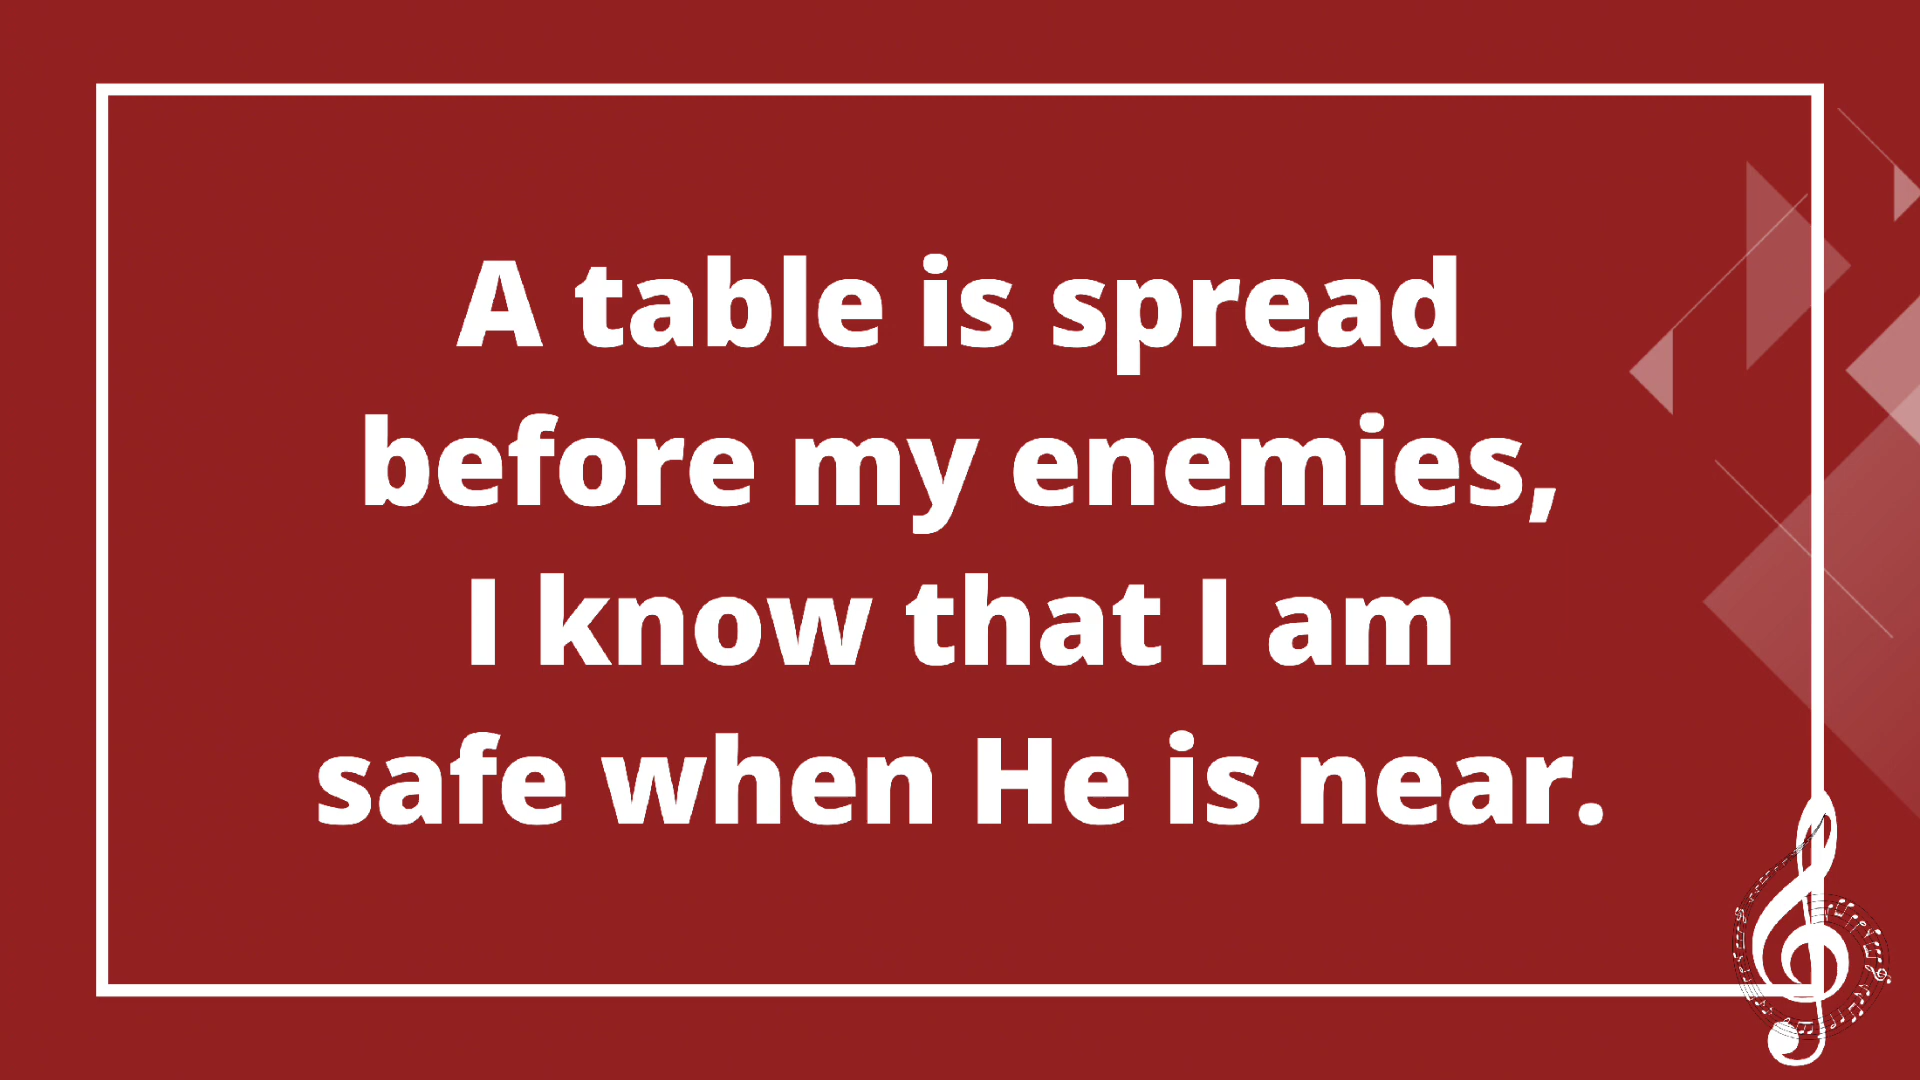 A table is spread
before my enemies,
I know that I am
safe when He is near.